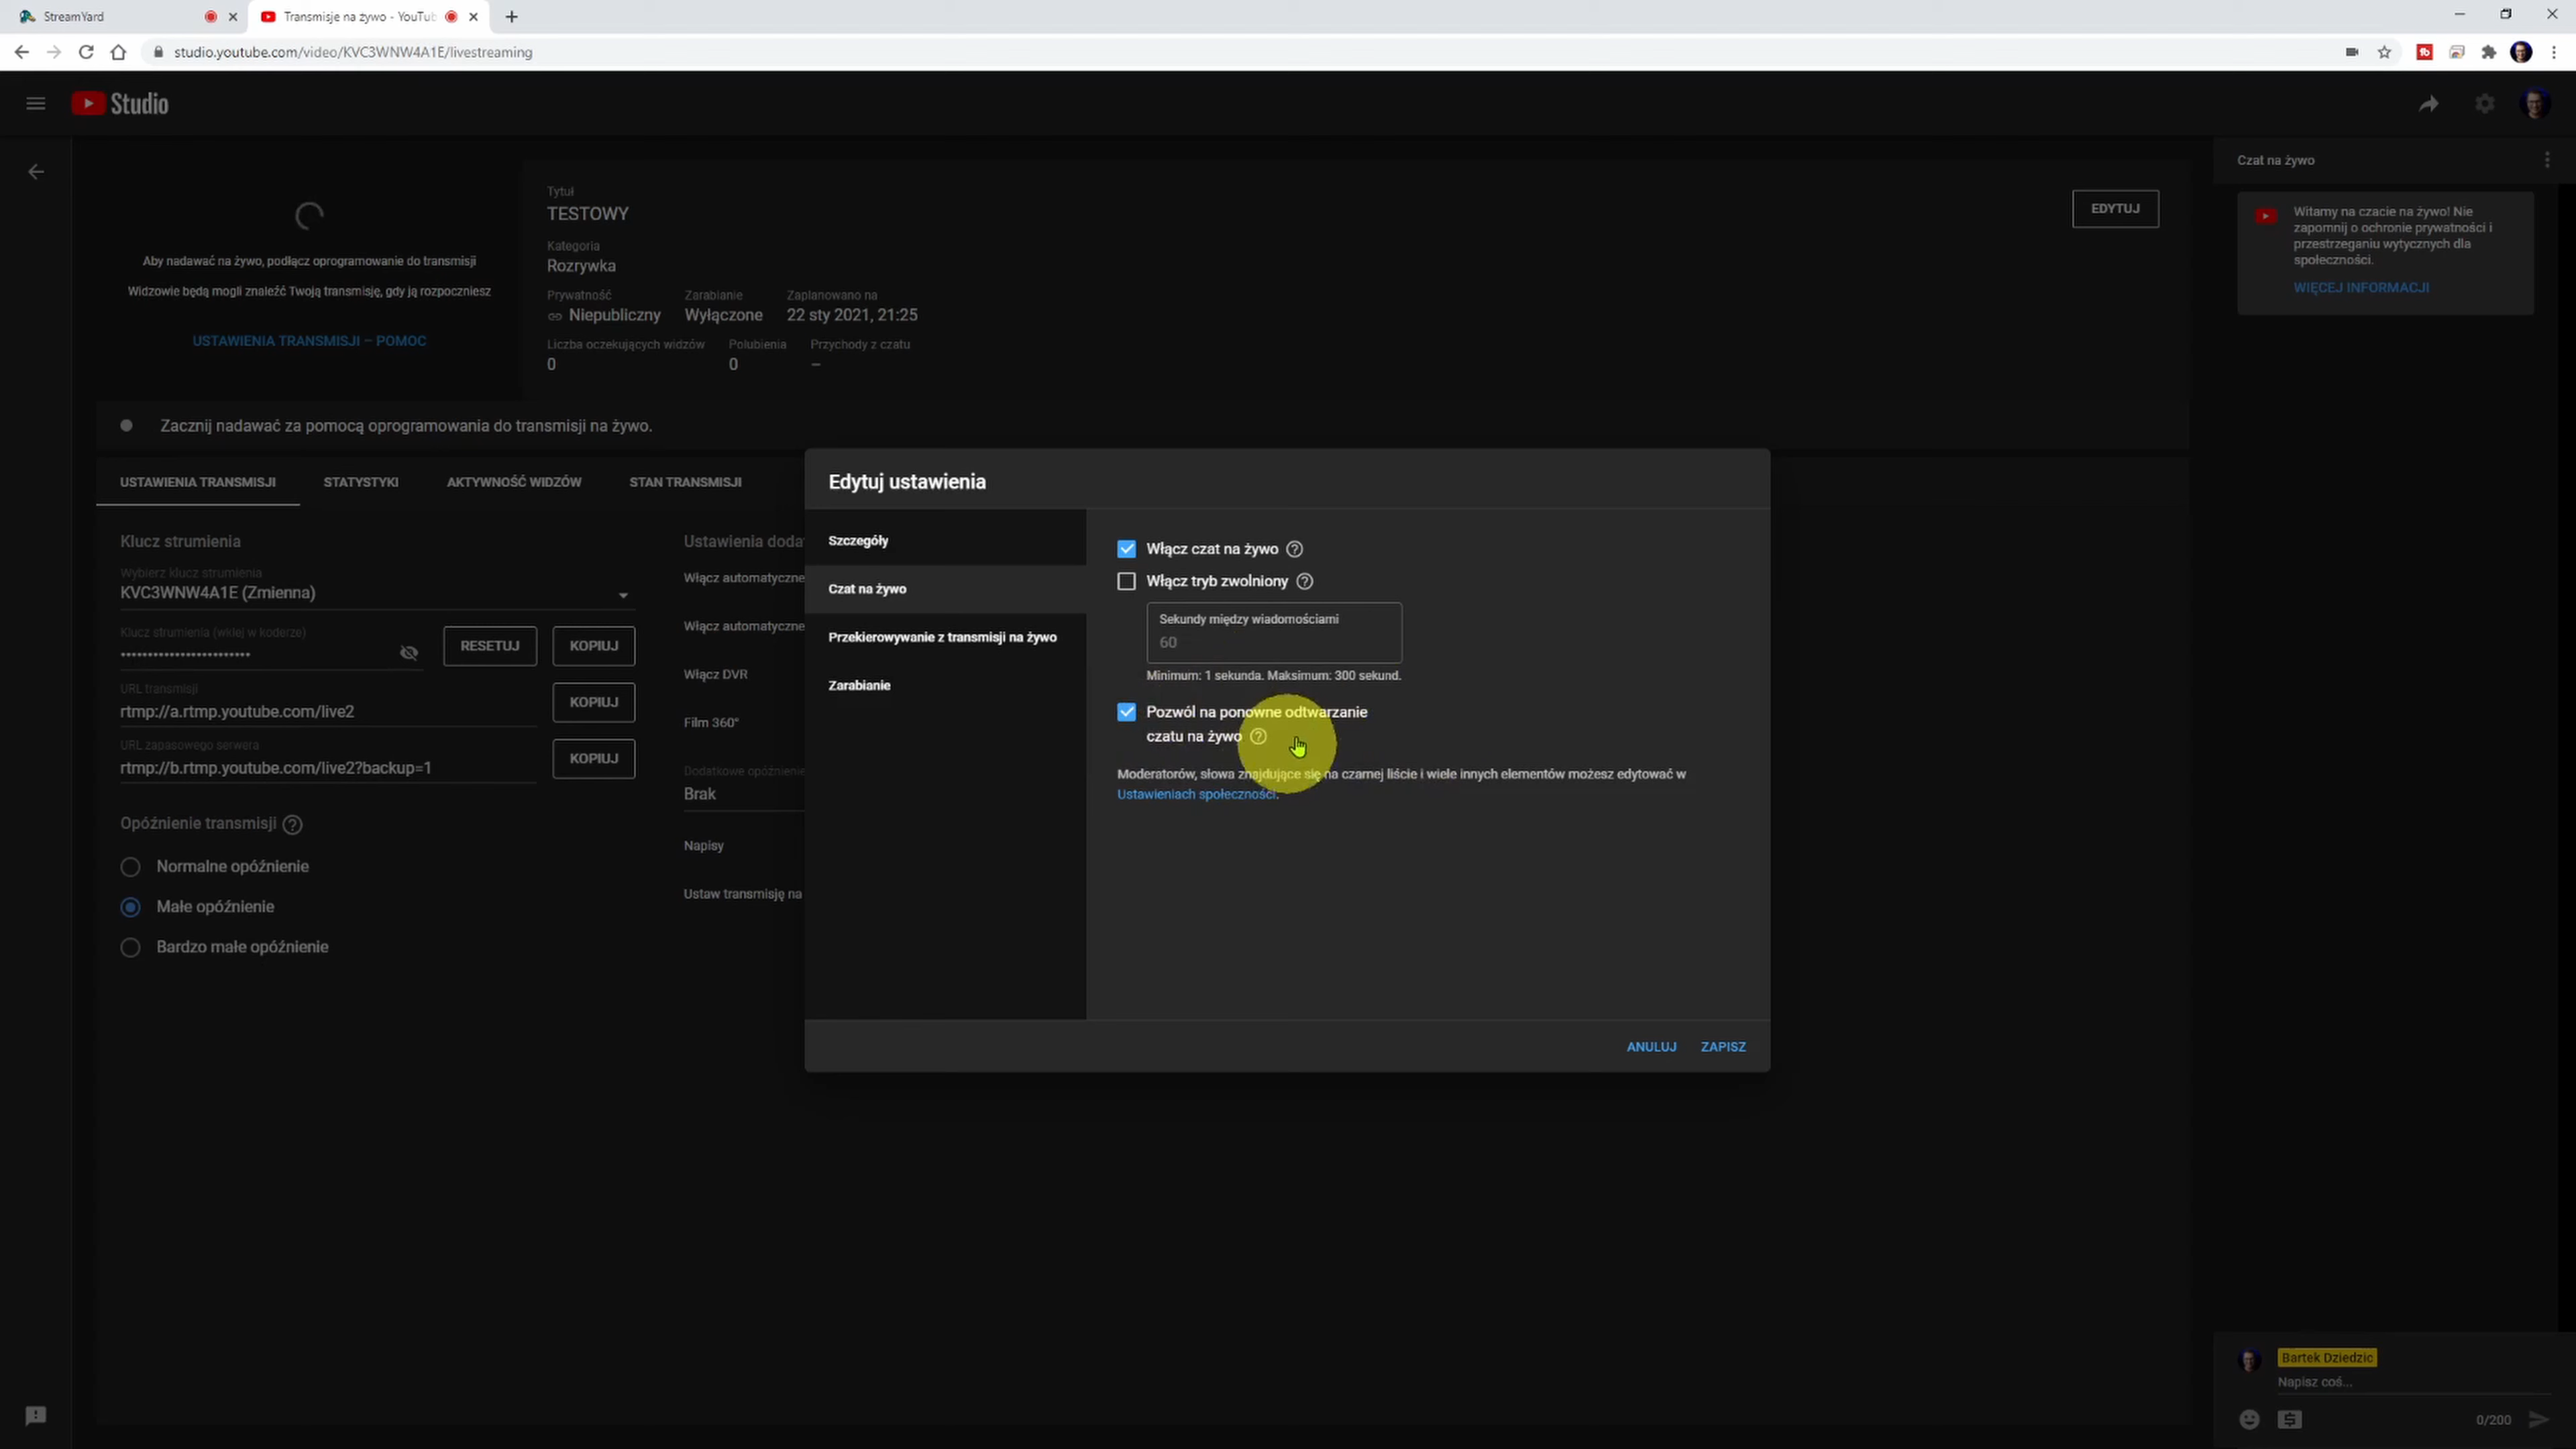 StreamYard
Transmisje na żywo - YouTub
studio.youtube.com/video/KVC3WNW4A1E/livestreaming
Studio
Aby nadawać na żywo, podłącz oprogramowanie do transmisji
Widzowie będą mogli znaleźć Twoją transmisję, gdy ją rozpoczniesz
USTAWIENIA TRANSMISJI – POMOC
Tytuł
TESTOWY
Kategoria
Rozrywka
Prywatność Zarabianie Zaplanowano na
Niepubliczny Wyłączone 22 sty 2021, 21:25
Liczba oczekujących widzów Polubienia Przychody z czatu
0 0 –
EDYTUJ
Czat na żywo
Witamy na czacie na żywo! Nie
zapomnij o ochronie prywatności i
przestrzeganiu wytycznych dla
społeczności.
WIĘCEJ INFORMACJI
Zacznij nadawać za pomocą oprogramowania do transmisji na żywo.
USTAWIENIA TRANSMISJI STATYSTYKI AKTYWNOŚĆ WIDZÓW STAN TRANSMISJI
Klucz strumienia
Wybierz klucz strumienia
KVC3WNW4A1E (Zmienna)
Klucz strumienia (wklej w koderze)
••••••••••••••••••••••••
RESETUJ KOPIUJ
URL transmisji
rtmp://a.rtmp.youtube.com/live2
KOPIUJ
URL zapasowego serwera
rtmp://b.rtmp.youtube.com/live2?backup=1
KOPIUJ
Opóźnienie transmisji
Normalne opóźnienie
Małe opóźnienie
Bardzo małe opóźnienie
Ustawienia doda
Włącz automatyczne
Włącz automatyczne
Włącz DVR
Film 360°
Dodatkowe opóźnienie
Brak
Napisy
Ustaw transmisję na
Edytuj ustawienia
Szczegóły
Czat na żywo
Przekierowywanie z transmisji na żywo
Zarabianie
Włącz czat na żywo
Włącz tryb zwolniony
Sekundy między wiadomościami
60
Minimum: 1 sekunda. Maksimum: 300 sekund.
Pozwól na ponowne odtwarzanie
czatu na żywo
Moderatorów, słowa znajdujące się na czarnej liście i wiele innych elementów możesz edytować w
Ustawieniach społeczności.
ANULUJ ZAPISZ
Bartek Dziedzic
Napisz coś...
0/200